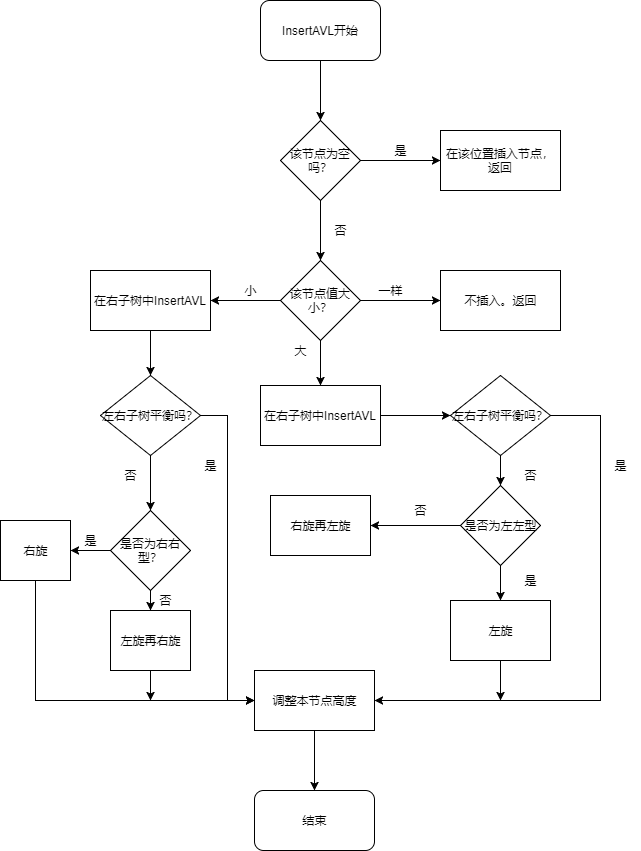 InsertAVL开始
该节点为空
吗？
是
在该位置插入节点，
返回
否
在右子树中InsertAVL
小
该节点值大
小？
一样
不插入。返回
大
左右子树平衡吗？
在右子树中InsertAVL
左右子树平衡吗？
否
是
否
是
右旋
是
是否为右右
型？
右旋再左旋
否
是否为左左型
否
是
左旋再右旋
左旋
调整本节点高度
结束